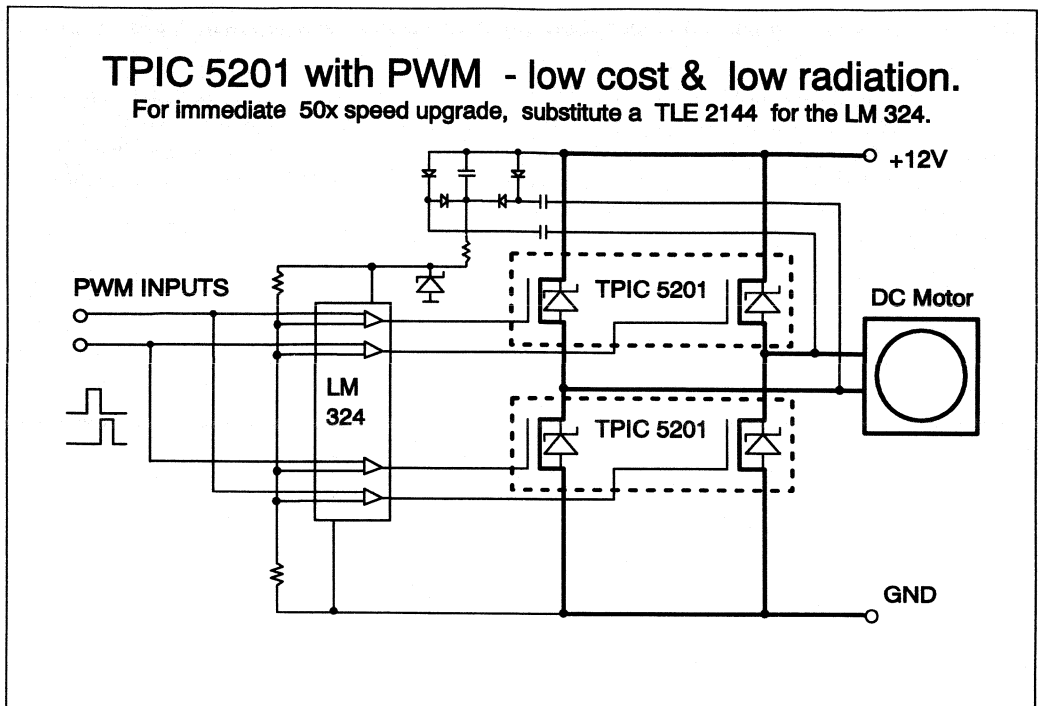 TPIC 5201 with PWM - low cost & low radiation.
For immediate 50x speed upgrade, substitute a TLE 2144 for the LM 324.
+12V
PWM INPUTS
TPIC 5201
DC Motor
LM
324
TPIC 5201
GND